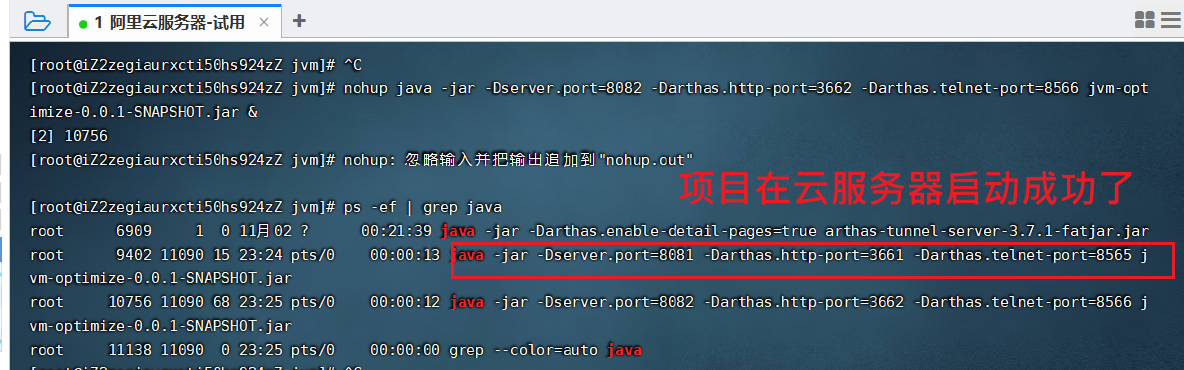 1 阿里云服务器-试用 × +
[root@iZ2zegiaurxcti50hs924zZ jvm]# ^C
[root@iZ2zegiaurxcti50hs924zZ jvm]# nohup java -jar -Dserver.port=8082 -Darthas.http-port=3662 -Darthas.telnet-port=8566 jvm-opt
imize-0.0.1-SNAPSHOT.jar &
[2] 10756
[root@iZ2zegiaurxcti50hs924zZ jvm]# nohup: 忽略输入并把输出追加到"nohup.out"
项目在云服务器启动成功了
[root@iZ2zegiaurxcti50hs924zZ jvm]# ps -ef | grep java
root 6909 1 0 11月02 ? 00:21:39 java -jar -Darthas.enable-detail-pages=true arthas-tunnel-server-3.7.1-fatjar.jar
root 9402 11090 15 23:24 pts/0 00:00:13 java -jar -Dserver.port=8081 -Darthas.http-port=3661 -Darthas.telnet-port=8565 j
vm-optimize-0.0.1-SNAPSHOT.jar
root 10756 11090 68 23:25 pts/0 00:00:12 java -jar -Dserver.port=8082 -Darthas.http-port=3662 -Darthas.telnet-port=8566 j
vm-optimize-0.0.1-SNAPSHOT.jar
root 11138 11090 0 23:25 pts/0 00:00:00 grep --color=auto java